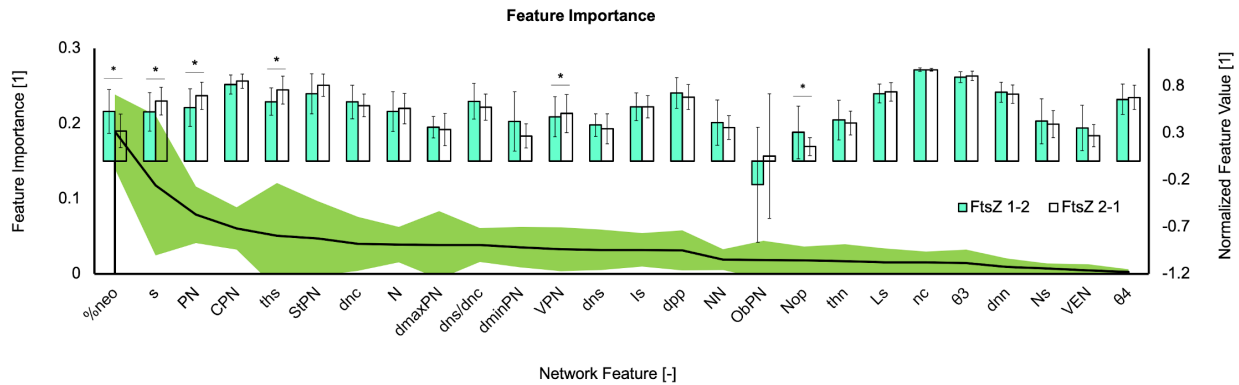 Feature Importance
Feature Importance [1]
0.3
0.2
0.1
0
* * * * * *
0.8
0.3
-0.2
-0.7
-1.2
Normalized Feature Value [1]
FtsZ 1-2 FtsZ 2-1
%neo s PN CPN ths StPN dnc N dmaxPN dns/dnc dminPN VPN dns ls dpp NN ObPN Nop thn Ls nc θ3 dnn Ns VEN θ4
Network Feature [-]